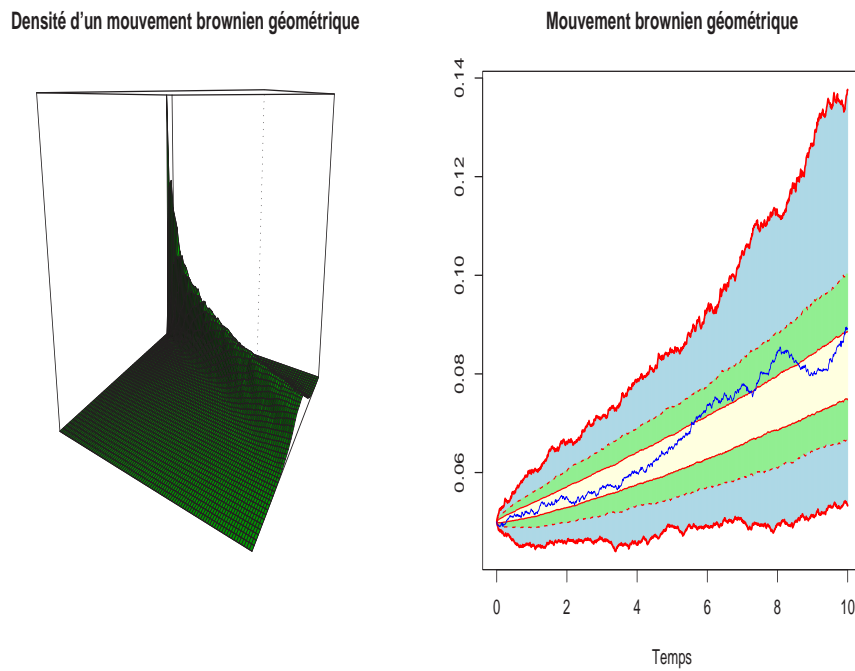 Densité d'un mouvement brownien géométrique
Mouvement brownien géométrique
0.14
0.12
0.10
0.08
0.06
0 2 4 6 8 10
Temps